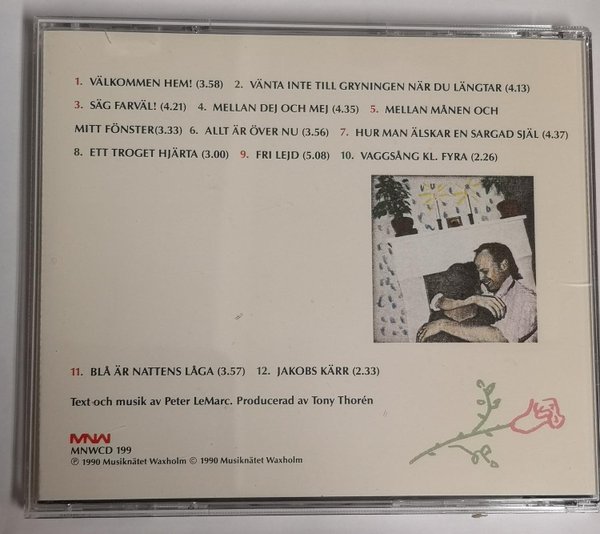 1. VÄLKOMMEN HEM! (3.58) 2. VÄNTA INTE TILL GRYNINGEN NÄR DU LÄNGTAR (4.13)
3. SÄG FARVÄL! (4.21) 4. MELLAN DEJ OCH MEJ (4.35) 5. MELLAN MÅNEN OCH
MITT FÖNSTER(3.33) 6. ALLT ÄR ÖVER NU (3.56) 7. HUR MAN ÄLSKAR EN SARGAD SJÄL (4.37)
8. ETT TROGET HJÄRTA (3.00) 9. FRI LEJD (5.08) 10. VAGGSÅNG KL. FYRA (2.26)
11. BLÅ ÄR NATTENS LÅGA (3.57) 12. JAKOBS KÄRR (2.33)
Text och musik av Peter LeMarc. Producerad av Tony Thorén
MNW
MNWCD 199
℗ 1990 Musiknätet Waxholm © 1990 Musiknätet Waxholm